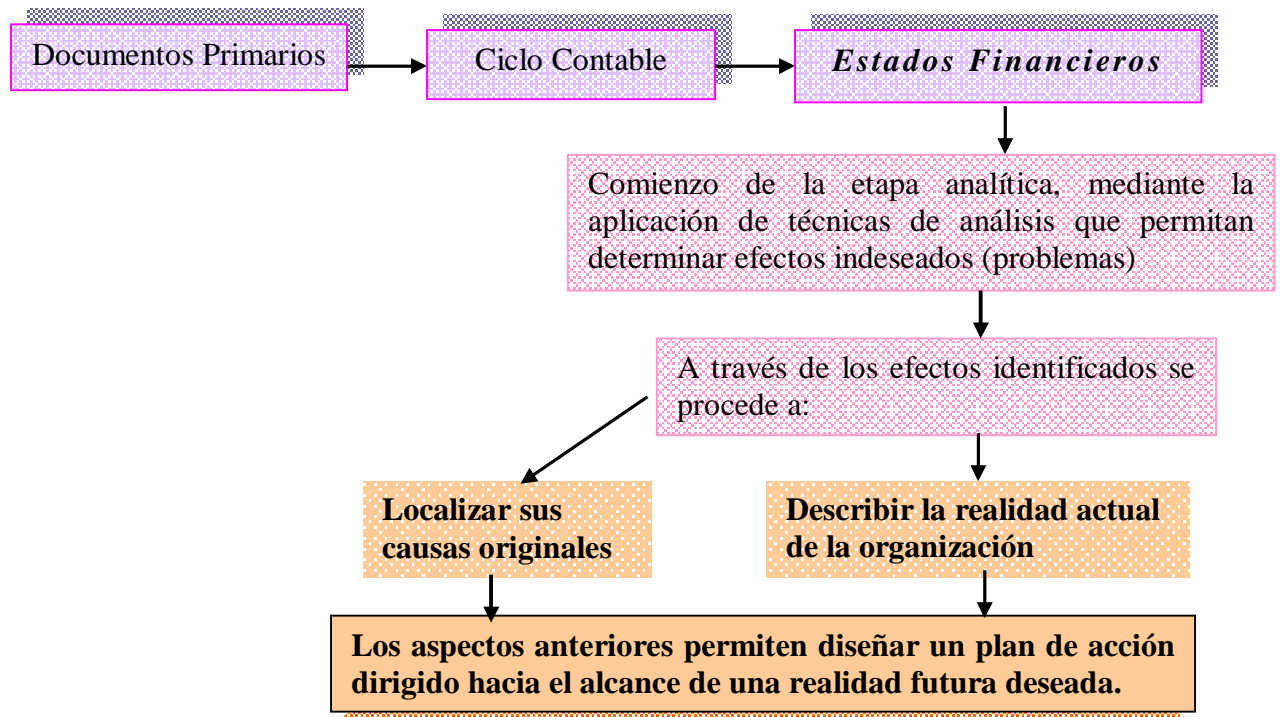 Documentos Primarios
Ciclo Contable
Estados Financieros
Comienzo de la etapa analítica, mediante la
aplicación de técnicas de análisis que permitan
determinar efectos indeseados (problemas)
A través de los efectos identificados se
procede a:
Localizar sus
causas originales
Describir la realidad actual
de la organización
Los aspectos anteriores permiten diseñar un plan de acción
dirigido hacia el alcance de una realidad futura deseada.